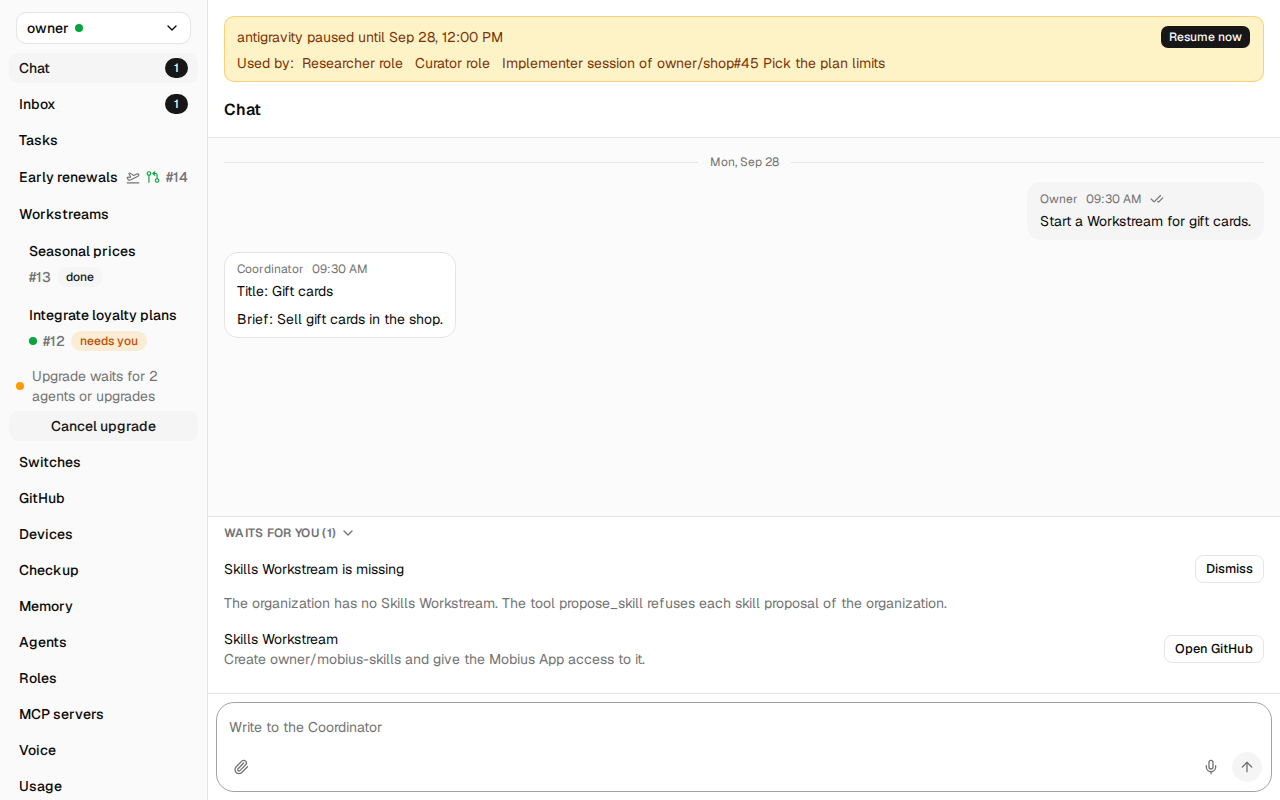 owner
Chat 1
Inbox 1
Tasks
Early renewals #14
Workstreams
Seasonal prices
#13 done
Integrate loyalty plans
#12 needs you
Upgrade waits for 2
agents or upgrades
Cancel upgrade
Switches
GitHub
Devices
Checkup
Memory
Agents
Roles
MCP servers
Voice
Usage
antigravity paused until Sep 28, 12:00 PM
Resume now
Used by: Researcher role Curator role Implementer session of owner/shop#45 Pick the plan limits
Chat
Mon, Sep 28
Owner 09:30 AM
Start a Workstream for gift cards.
Coordinator 09:30 AM
Title: Gift cards
Brief: Sell gift cards in the shop.
WAITS FOR YOU (1)
Skills Workstream is missing
Dismiss
The organization has no Skills Workstream. The tool propose_skill refuses each skill proposal of the organization.
Skills Workstream
Create owner/mobius-skills and give the Mobius App access to it.
Open GitHub
Write to the Coordinator